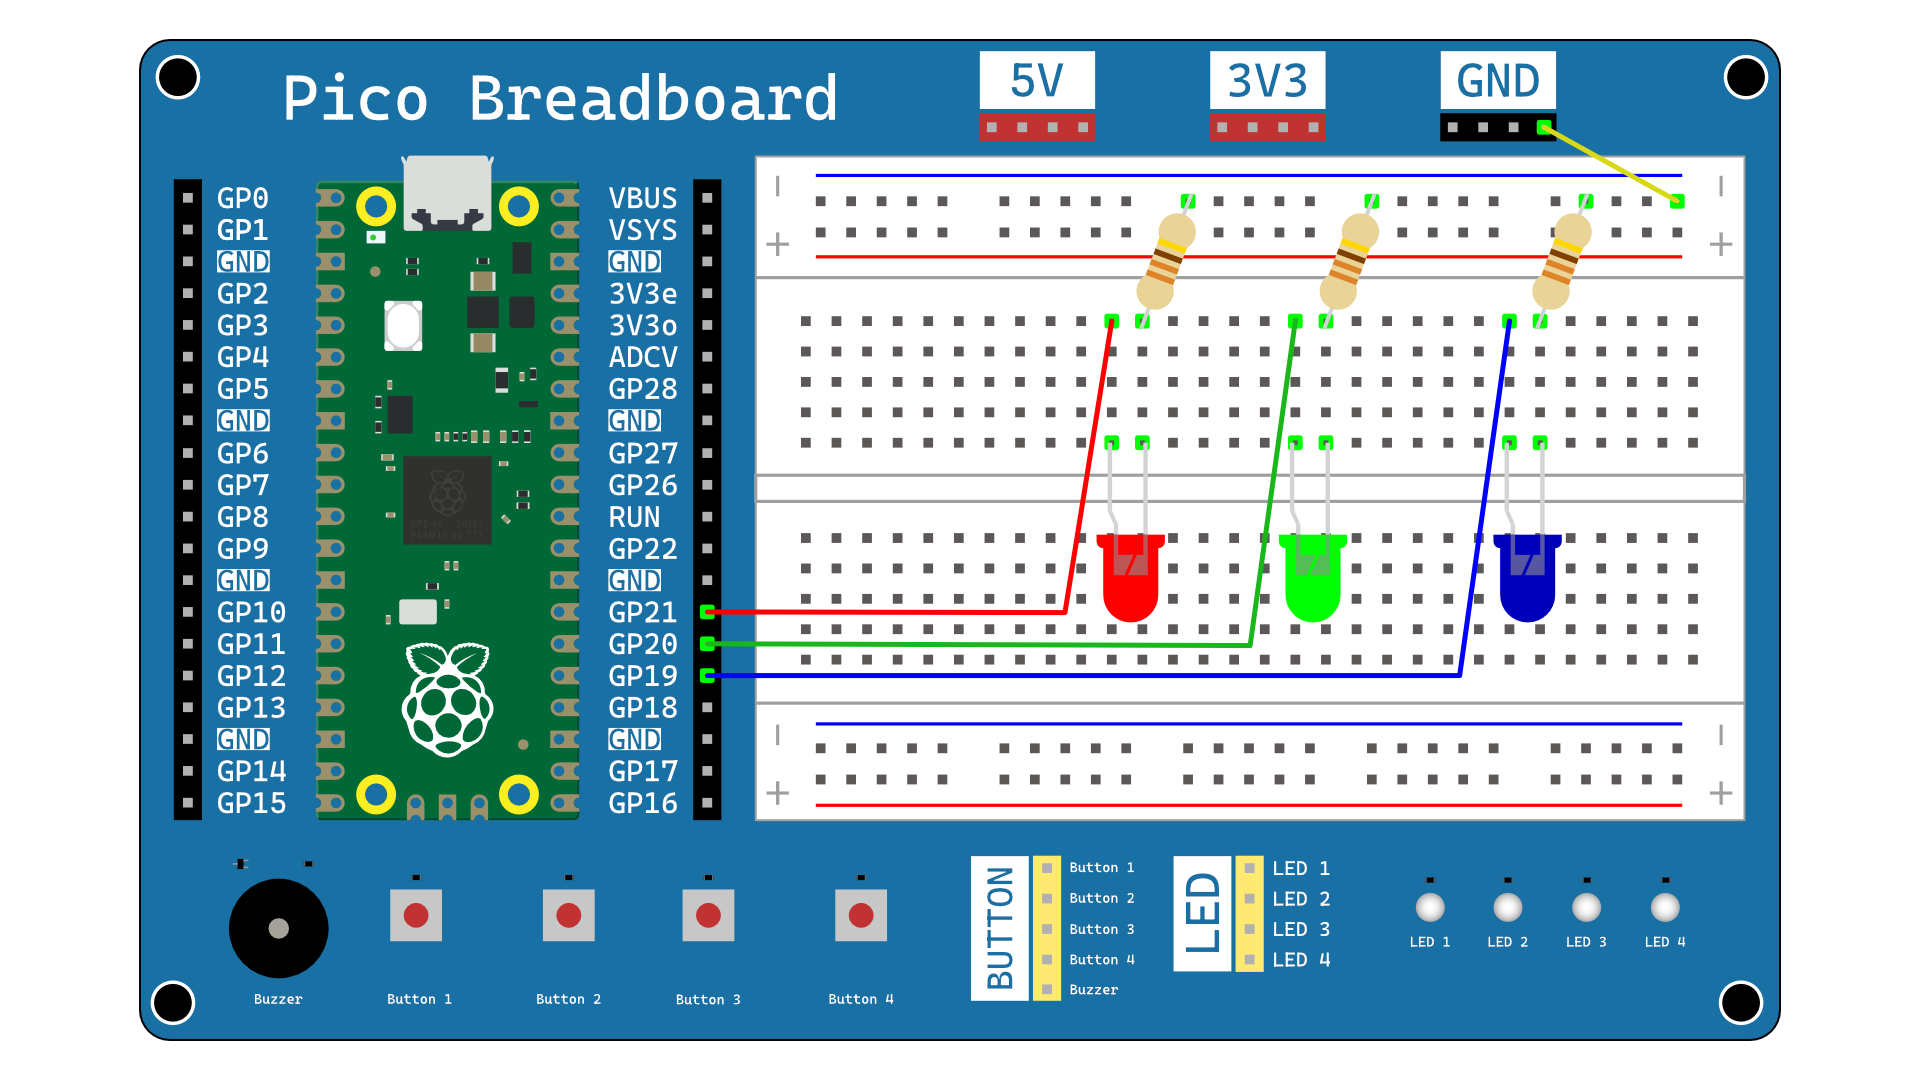 Pico Breadboard
5V
3V3
GND
GP0
GP1
GND
GP2
GP3
GP4
GP5
GND
GP6
GP7
GP8
GP9
GND
GP10
GP11
GP12
GP13
GND
GP14
GP15
VBUS
VSYS
GND
3V3e
3V3o
ADCV
GP28
GND
GP27
GP26
RUN
GP22
GND
GP21
GP20
GP19
GP18
GND
GP17
GP16
Buzzer
Button 1
Button 2
Button 3
Button 4
BUTTON
Button 1
Button 2
Button 3
Button 4
Buzzer
LED
LED 1
LED 2
LED 3
LED 4
LED 1
LED 2
LED 3
LED 4